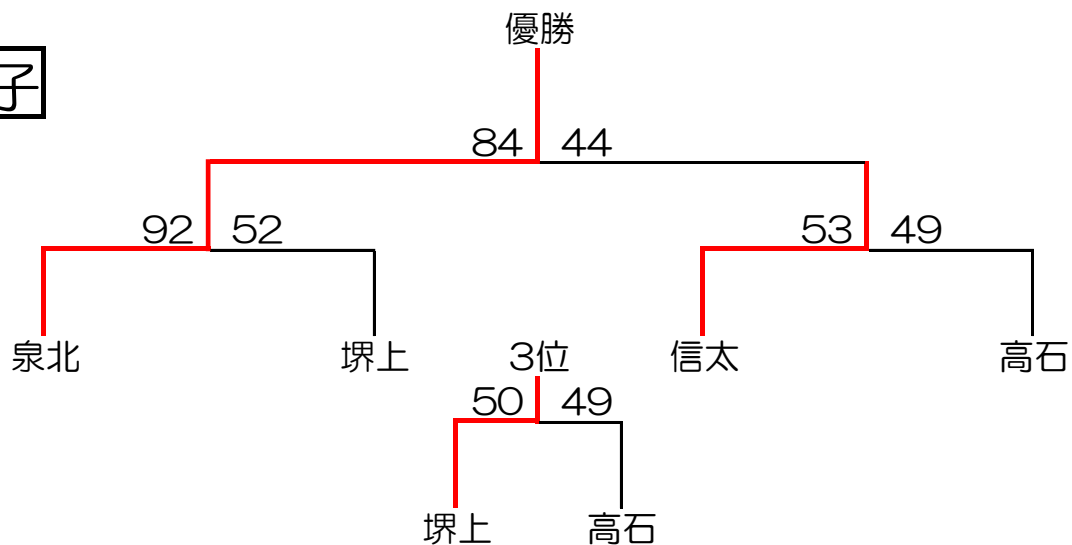 優勝
子
84 44
92 52 53 49
泉北 堺上 3位 信太 高石
50 49
堺上 高石